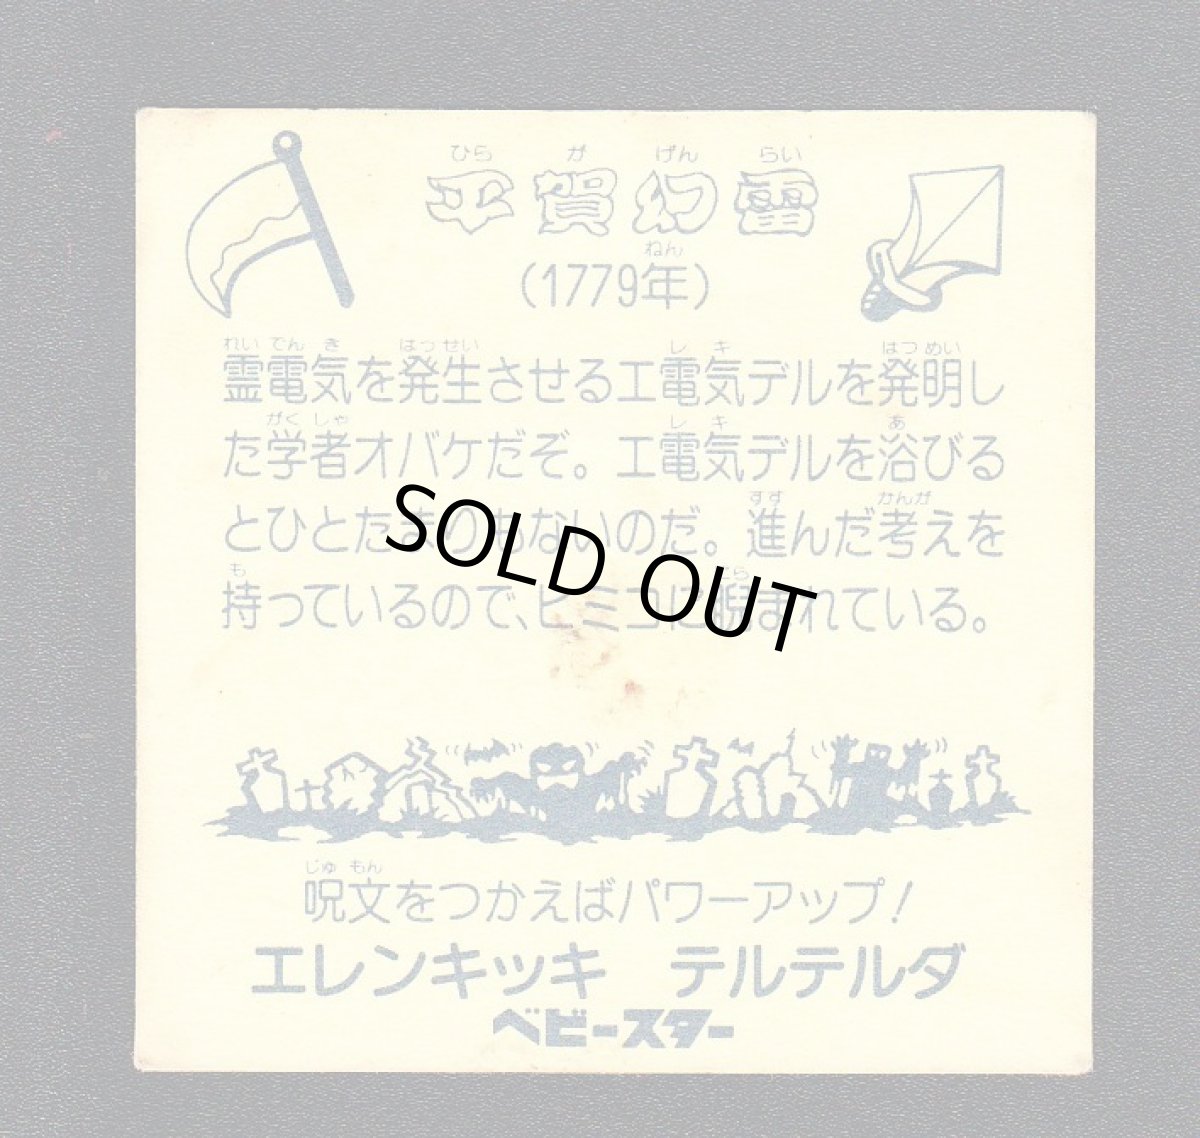 ひらがげんらい
平賀幻雷
ねん
(1779年)
れいでんき はっせい レキ はつめい
霊電気を発生させるエ電気デルを発明し
がくしゃ レキ あ
た学者オバケだぞ。エ電気デルを浴びる
すす かんが
とひとたまりもないのだ。進んだ考えを
も
持っているので、ヒミコに睨まれている。
SOLD OUT
じゅもん
呪文をつかえばパワーアップ!
エレンキッキ テルテルダ
ベビースター